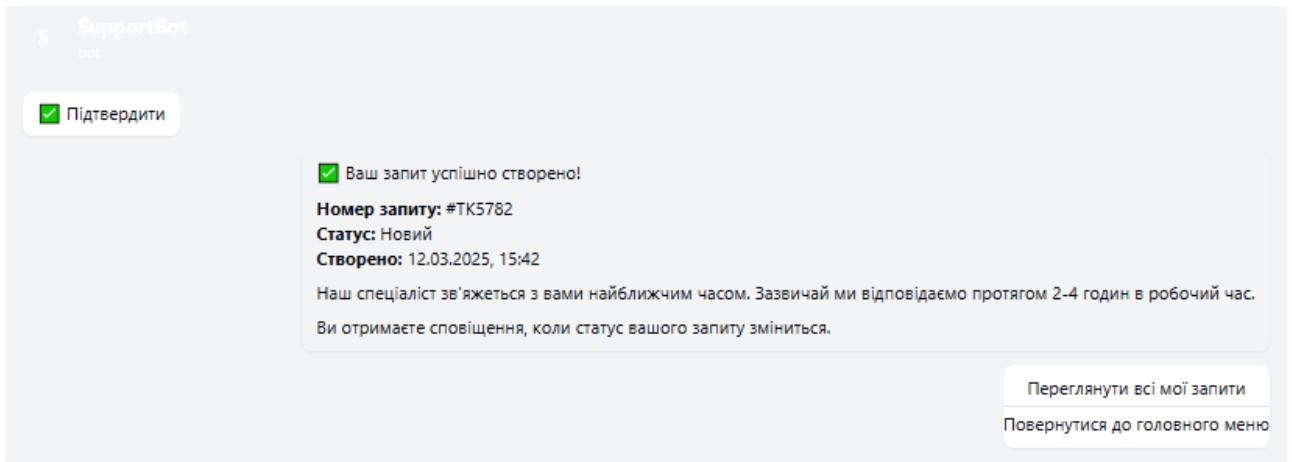 S
SupportBot
bot
✅ Підтвердити
✅ Ваш запит успішно створено!
Номер запиту: #TK5782
Статус: Новий
Створено: 12.03.2025, 15:42
Наш спеціаліст зв'яжеться з вами найближчим часом. Зазвичай ми відповідаємо протягом 2-4 годин в робочий час.
Ви отримаєте сповіщення, коли статус вашого запиту зміниться.
Переглянути всі мої запити
Повернутися до головного меню